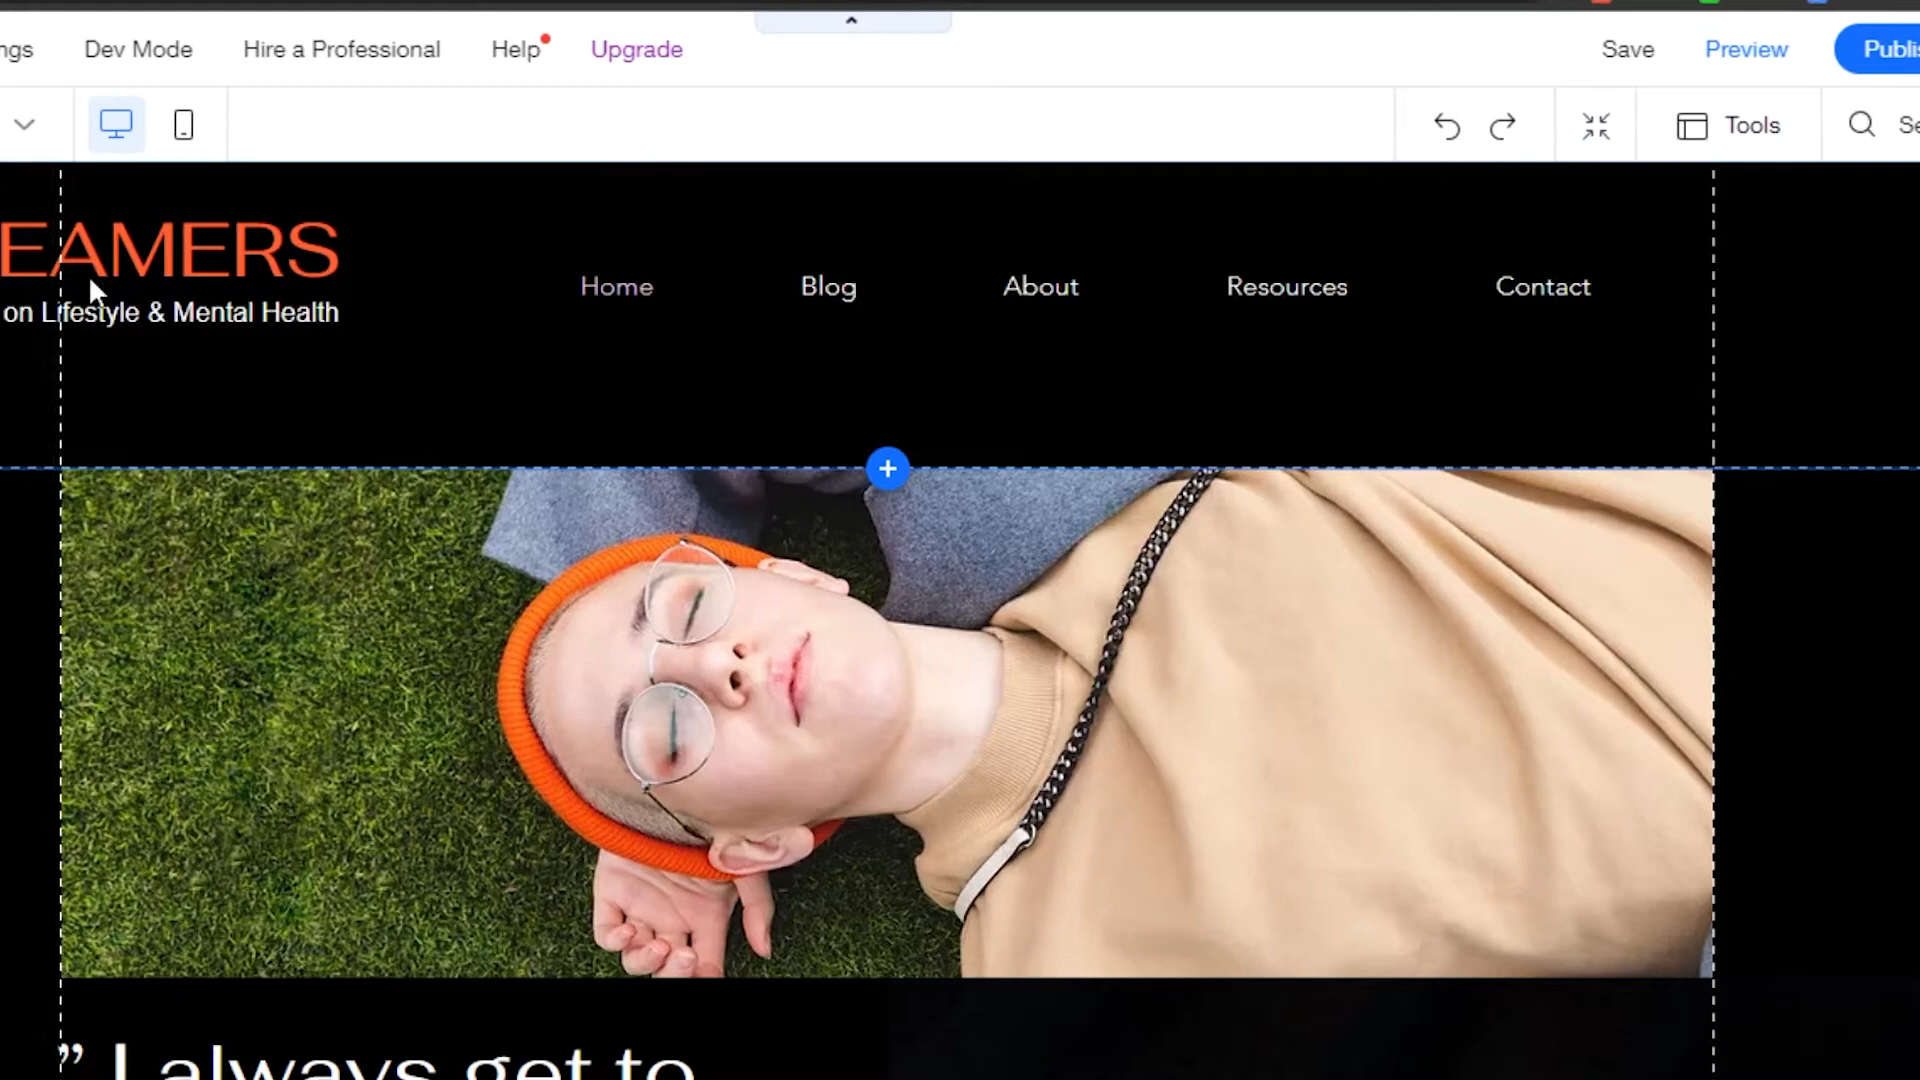 ngs Dev Mode Hire a Professional Help Upgrade Save Preview Publis
Tools Se
EAMERS
on Lifestyle & Mental Health
Home Blog About Resources Contact
” I always get to